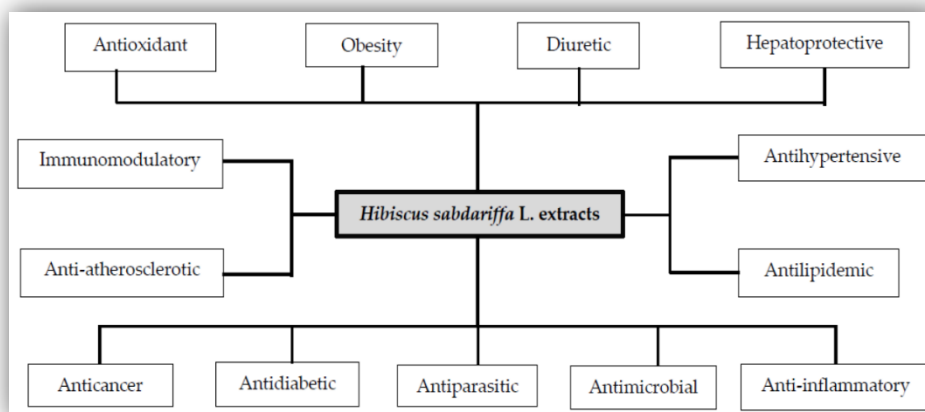 Antioxidant
Obesity
Diuretic
Hepatoprotective
Immunomodulatory
Antihypertensive
Hibiscus sabdariffa L. extracts
Anti-atherosclerotic
Antilipidemic
Anticancer
Antidiabetic
Antiparasitic
Antimicrobial
Anti-inflammatory